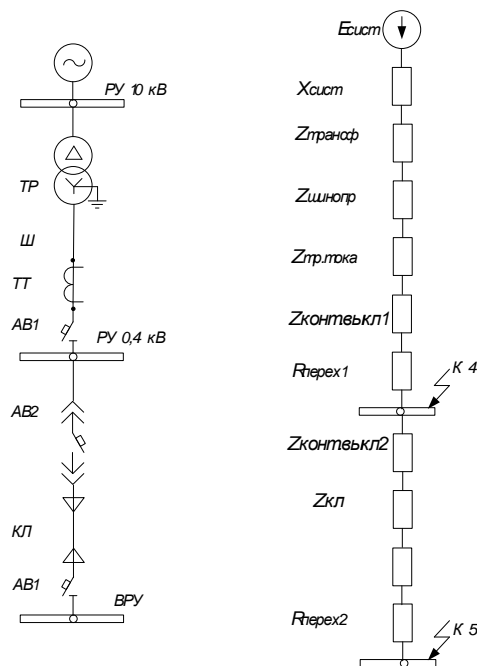 РУ 10 кВ
ТР
Ш
ТТ
АВ1
РУ 0,4 кВ
АВ2
КЛ
АВ1
ВРУ
Eсист
Xсист
Zтрансф
Zшинопр
Zтр.тока
Zконтвыкл1
Rперех1
К 4
Zконтвыкл2
Zкл
Rперех2
К 5